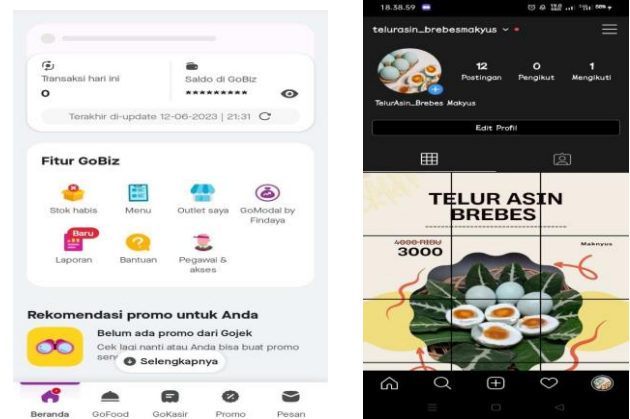 Transaksi hari ini
0
Saldo di GoBiz
*********
Terakhir di-update 12-06-2023 | 21:31
Fitur GoBiz
Stok habis
Menu
Outlet saya
GoModal by
Findaya
Baru
Laporan
Bantuan
Pegawai &
akses
Rekomendasi promo untuk Anda
Belum ada promo dari Gojek
Cek lagi nanti atau Anda bisa buat promo
Selengkapnya
Beranda
GoFood
GoKasir
Promo
Pesan
18.38.59
telurasin_brebesmakyus
12
Postingan
0
Pengikut
1
Mengikuti
TelurAsin_Brebes Makyus
Edit Profil
TELUR ASIN
BREBES
4000 RIBU
3000
Maknyus